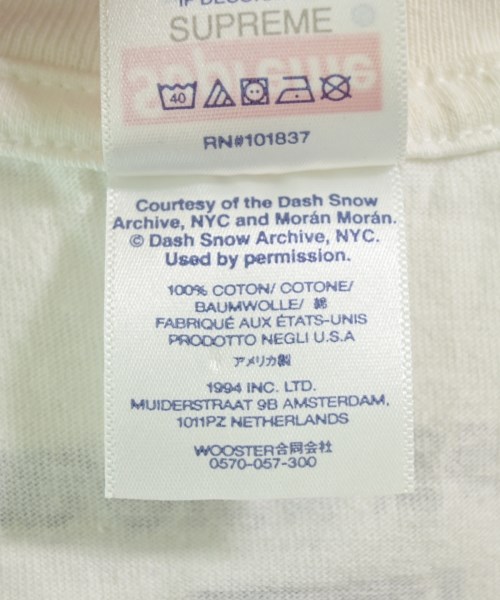 SUPREME
40
RN#101837
Courtesy of the Dash Snow
Archive, NYC and Morán Morán.
© Dash Snow Archive, NYC.
Used by permission.
100% COTON/ COTONE/
BAUMWOLLE/ 綿
FABRIQUÉ AUX ÉTATS-UNIS
PRODOTTO NEGLI U.S.A
アメリカ製
1994 INC. LTD.
MUIDERSTRAAT 9B AMSTERDAM,
1011PZ NETHERLANDS
WOOSTER合同会社
0570-057-300